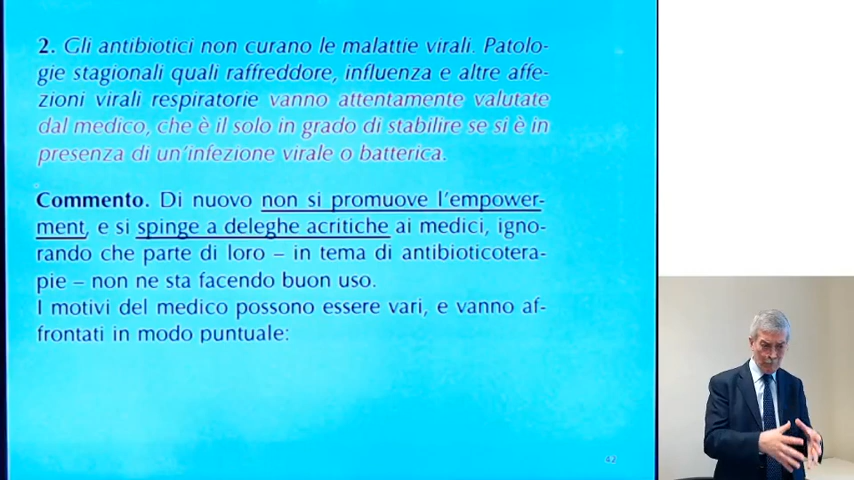 2. Gli antibiotici non curano le malattie virali. Patolo-
gie stagionali quali raffreddore, influenza e altre affe-
zioni virali respiratorie vanno attentamente valutate
dal medico, che è il solo in grado di stabilire se si è in
presenza di un'infezione virale o batterica.
Commento. Di nuovo non si promuove l'empower-
ment, e si spinge a deleghe acritiche ai medici, igno-
rando che parte di loro – in tema di antibioticotera-
pie – non ne sta facendo buon uso.
I motivi del medico possono essere vari, e vanno af-
frontati in modo puntuale:
42